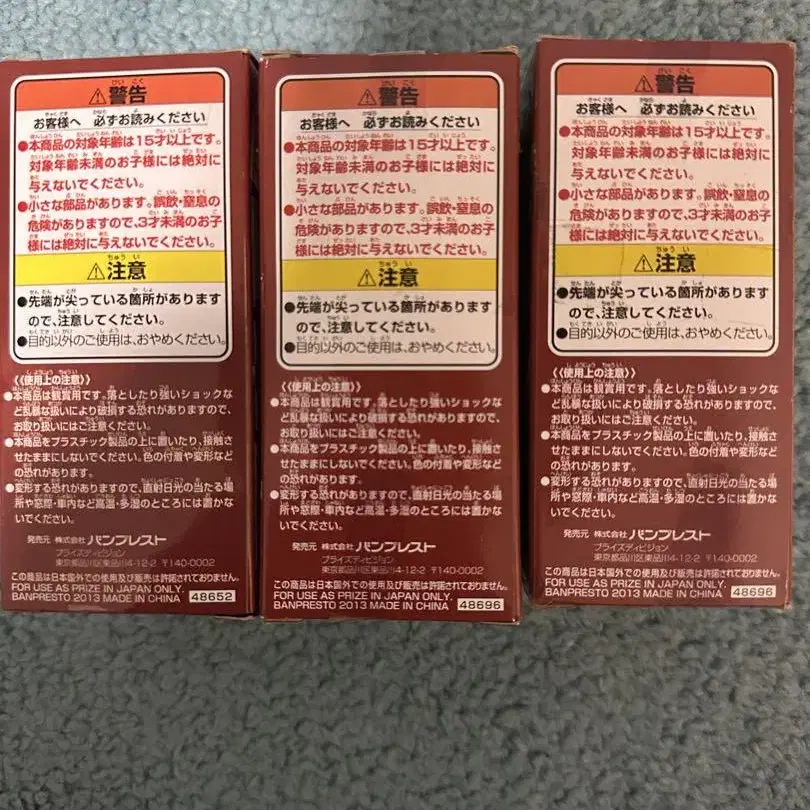 警告
お客様へ 必ずお読みください
●本商品の対象年齢は15才以上です。
対象年齢未満のお子様には絶対に
与えないでください。
●小さな部品があります。誤飲・窒息の
危険がありますので、3才未満のお子
様には絶対に与えないでください。
注意
●先端が尖っている箇所があります
ので、注意してください。
●目的以外のご使用は、おやめください。
《使用上の注意》
●本商品は観賞用です。落としたり強いショックな
ど乱暴な扱いにより破損する恐れがありますので、
お取り扱いにはご注意ください。
●本商品をプラスチック製品の上に置いたり、接触さ
せたままにしないでください。色の付着や変形など
の恐れがあります。
●変形する恐れがありますので、直射日光の当たる場
所や窓際・車内など高温・多湿のところには置かな
いでください。
発売元 株式会社 バンプレスト
プライズディビジョン
東京都品川区東品川4-12-2 〒140-0002
この商品は日本国外での使用及び販売は許諾されておりません。
FOR USE AS PRIZE IN JAPAN ONLY.
BANPRESTO 2013 MADE IN CHINA 48652
警告
お客様へ 必ずお読みください
●本商品の対象年齢は15才以上です。
対象年齢未満のお子様には絶対に
与えないでください。
●小さな部品があります。誤飲・窒息の
危険がありますので、3才未満のお子
様には絶対に与えないでください。
注意
●先端が尖っている箇所があります
ので、注意してください。
●目的以外のご使用は、おやめください。
《使用上の注意》
●本商品は観賞用です。落としたり強いショックな
ど乱暴な扱いにより破損する恐れがありますので、
お取り扱いにはご注意ください。
●本商品をプラスチック製品の上に置いたり、接触さ
せたままにしないでください。色の付着や変形など
の恐れがあります。
●変形する恐れがありますので、直射日光の当たる場
所や窓際・車内など高温・多湿のところには置かな
いでください。
発売元 株式会社 バンプレスト
プライズディビジョン
東京都品川区東品川4-12-2 〒140-0002
この商品は日本国外での使用及び販売は許諾されておりません。
FOR USE AS PRIZE IN JAPAN ONLY.
BANPRESTO 2013 MADE IN CHINA 48696
警告
お客様へ 必ずお読みください
●本商品の対象年齢は15才以上です。
対象年齢未満のお子様には絶対に
与えないでください。
●小さな部品があります。誤飲・窒息の
危険がありますので、3才未満のお子
様には絶対に与えないでください。
注意
●先端が尖っている箇所があります
ので、注意してください。
●目的以外のご使用は、おやめください。
《使用上の注意》
●本商品は観賞用です。落としたり強いショックな
ど乱暴な扱いにより破損する恐れがありますので、
お取り扱いにはご注意ください。
●本商品をプラスチック製品の上に置いたり、接触さ
せたままにしないでください。色の付着や変形など
の恐れがあります。
●変形する恐れがありますので、直射日光の当たる場
所や窓際・車内など高温・多湿のところには置かな
いでください。
発売元 株式会社 バンプレスト
プライズディビジョン
東京都品川区東品川4-12-2 〒140-0002
この商品は日本国外での使用及び販売は許諾されておりません。
FOR USE AS PRIZE IN JAPAN ONLY.
BANPRESTO 2013 MADE IN CHINA 48696